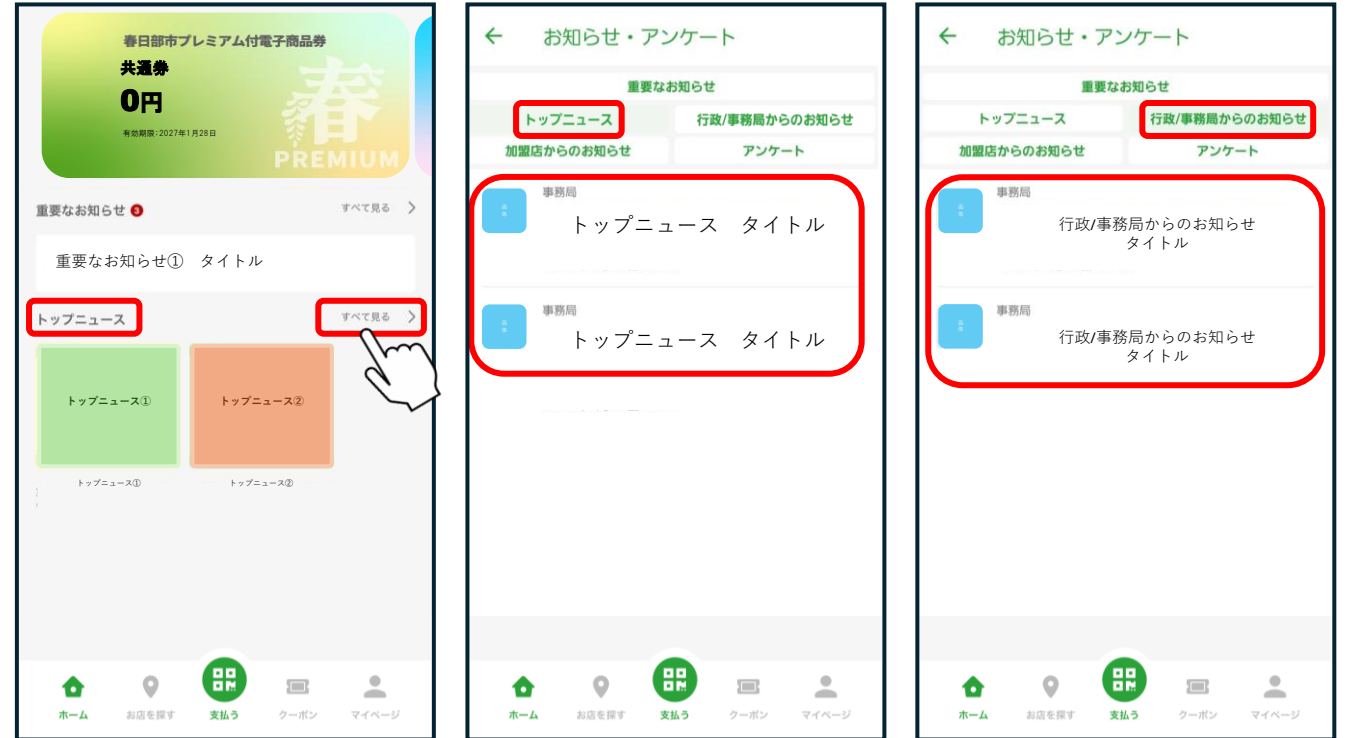 春日部市プレミアム付電子商品券
共通券
0円
有効期限:2027年1月28日
春
PREMIUM
重要なお知らせ 3
すべて見る
重要なお知らせ① タイトル
トップニュース
すべて見る
トップニュース①
トップニュース②
トップニュース①
トップニュース②
ホーム
お店を探す
支払う
クーポン
マイページ
お知らせ・アンケート
重要なお知らせ
トップニュース
行政/事務局からのお知らせ
加盟店からのお知らせ
アンケート
事務局
トップニュース タイトル
事務局
トップニュース タイトル
ホーム
お店を探す
支払う
クーポン
マイページ
お知らせ・アンケート
重要なお知らせ
トップニュース
行政/事務局からのお知らせ
加盟店からのお知らせ
アンケート
事務局
行政/事務局からのお知らせ
タイトル
事務局
行政/事務局からのお知らせ
タイトル
ホーム
お店を探す
支払う
クーポン
マイページ